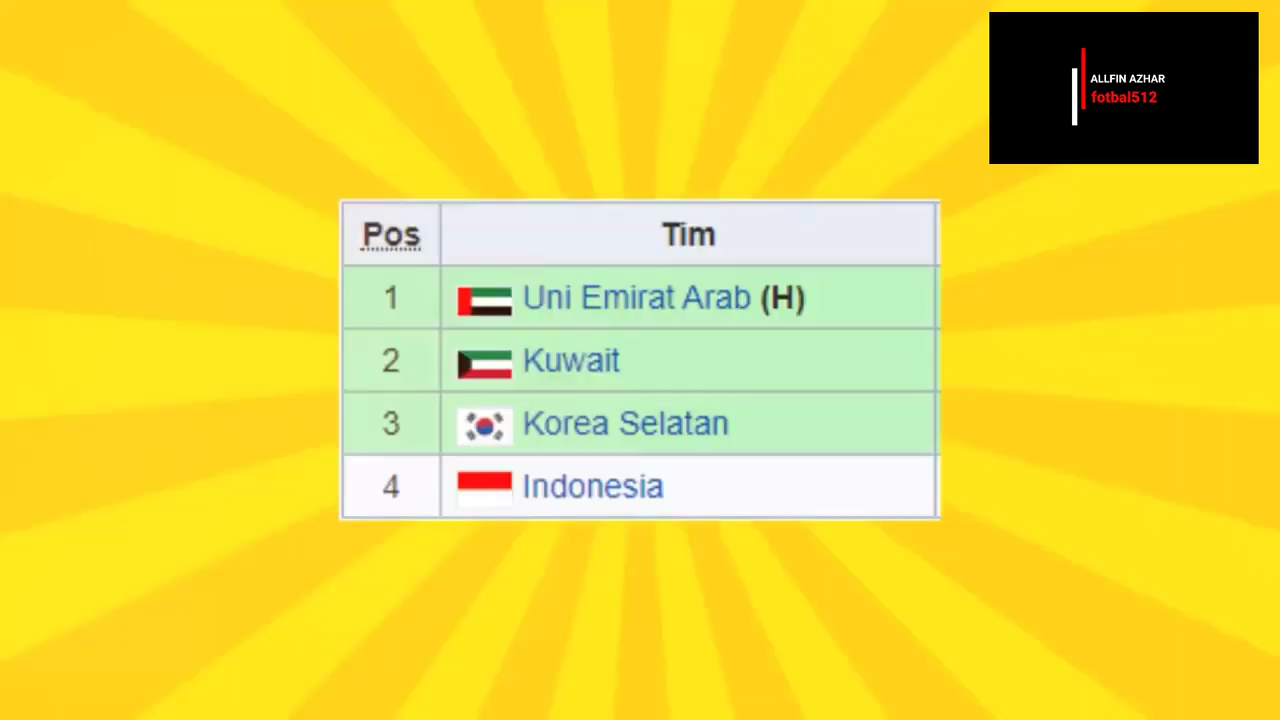 ALLFIN AZHAR
fotbal512
Pos Tim
1 Uni Emirat Arab (H)
2 Kuwait
3 Korea Selatan
4 Indonesia